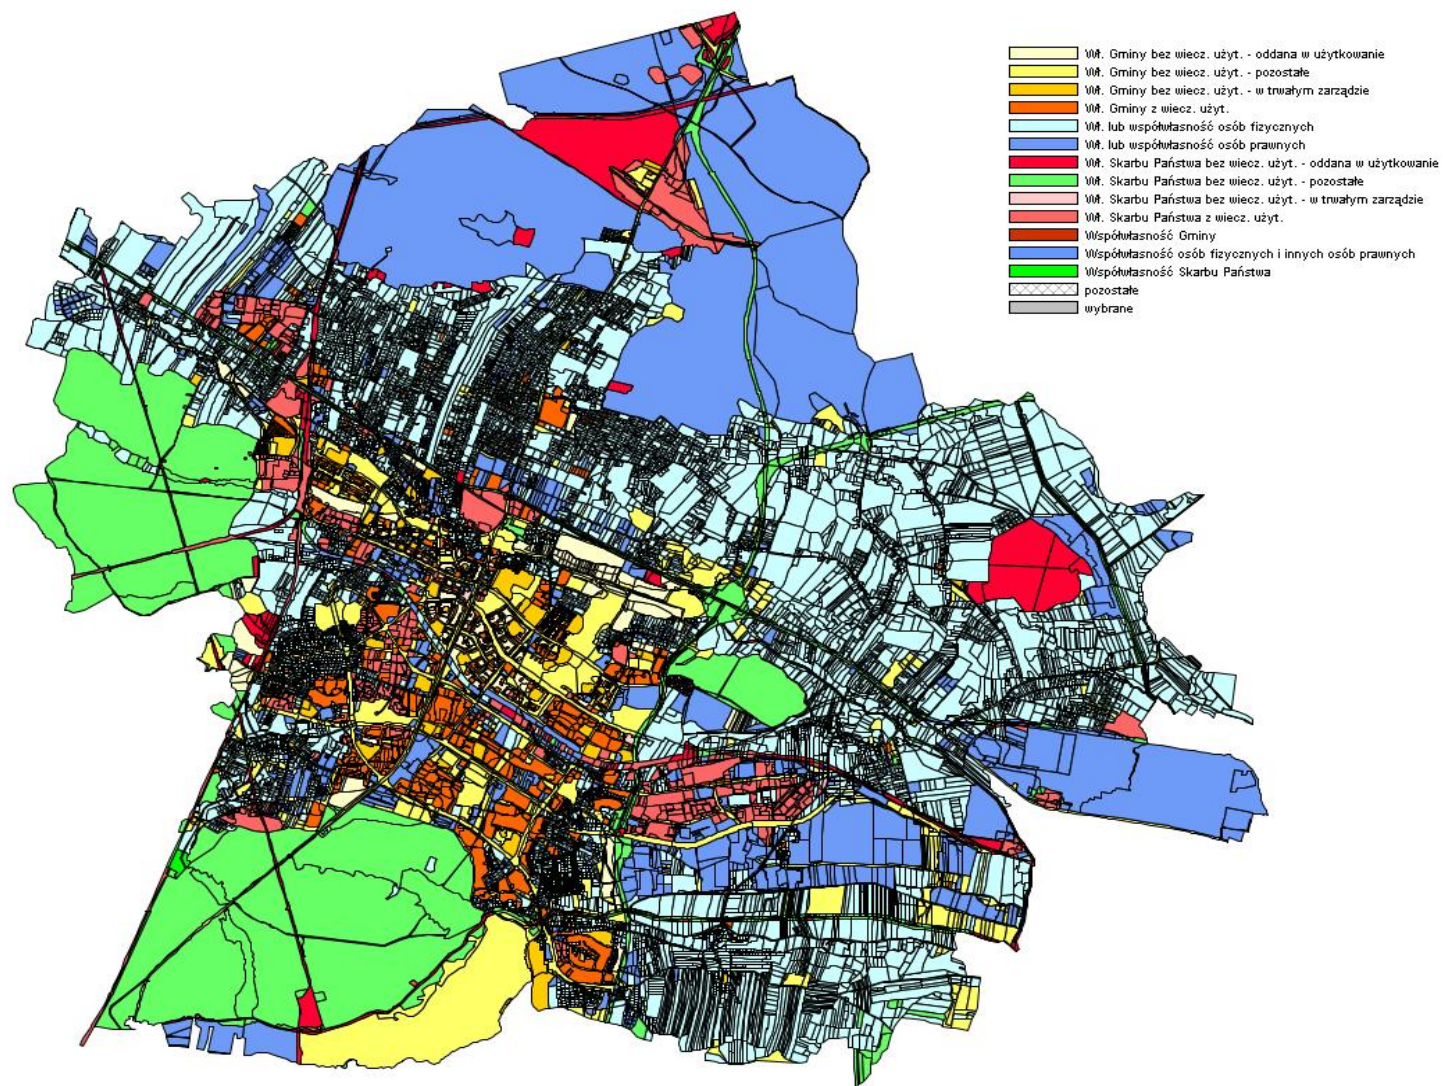 Wł. Gminy bez wiecz. użyt. - oddana w użytkowanie
Wł. Gminy bez wiecz. użyt. - pozostałe
Wł. Gminy bez wiecz. użyt. - w trwałym zarządzie
Wł. Gminy z wiecz. użyt.
Wł. lub współwłasność osób fizycznych
Wł. lub współwłasność osób prawnych
Wł. Skarbu Państwa bez wiecz. użyt. - oddana w użytkowanie
Wł. Skarbu Państwa bez wiecz. użyt. - pozostałe
Wł. Skarbu Państwa bez wiecz. użyt. - w trwałym zarządzie
Wł. Skarbu Państwa z wiecz. użyt.
Współwłasność Gminy
Współwłasność osób fizycznych i innych osób prawnych
Współwłasność Skarbu Państwa
pozostałe
wybrane